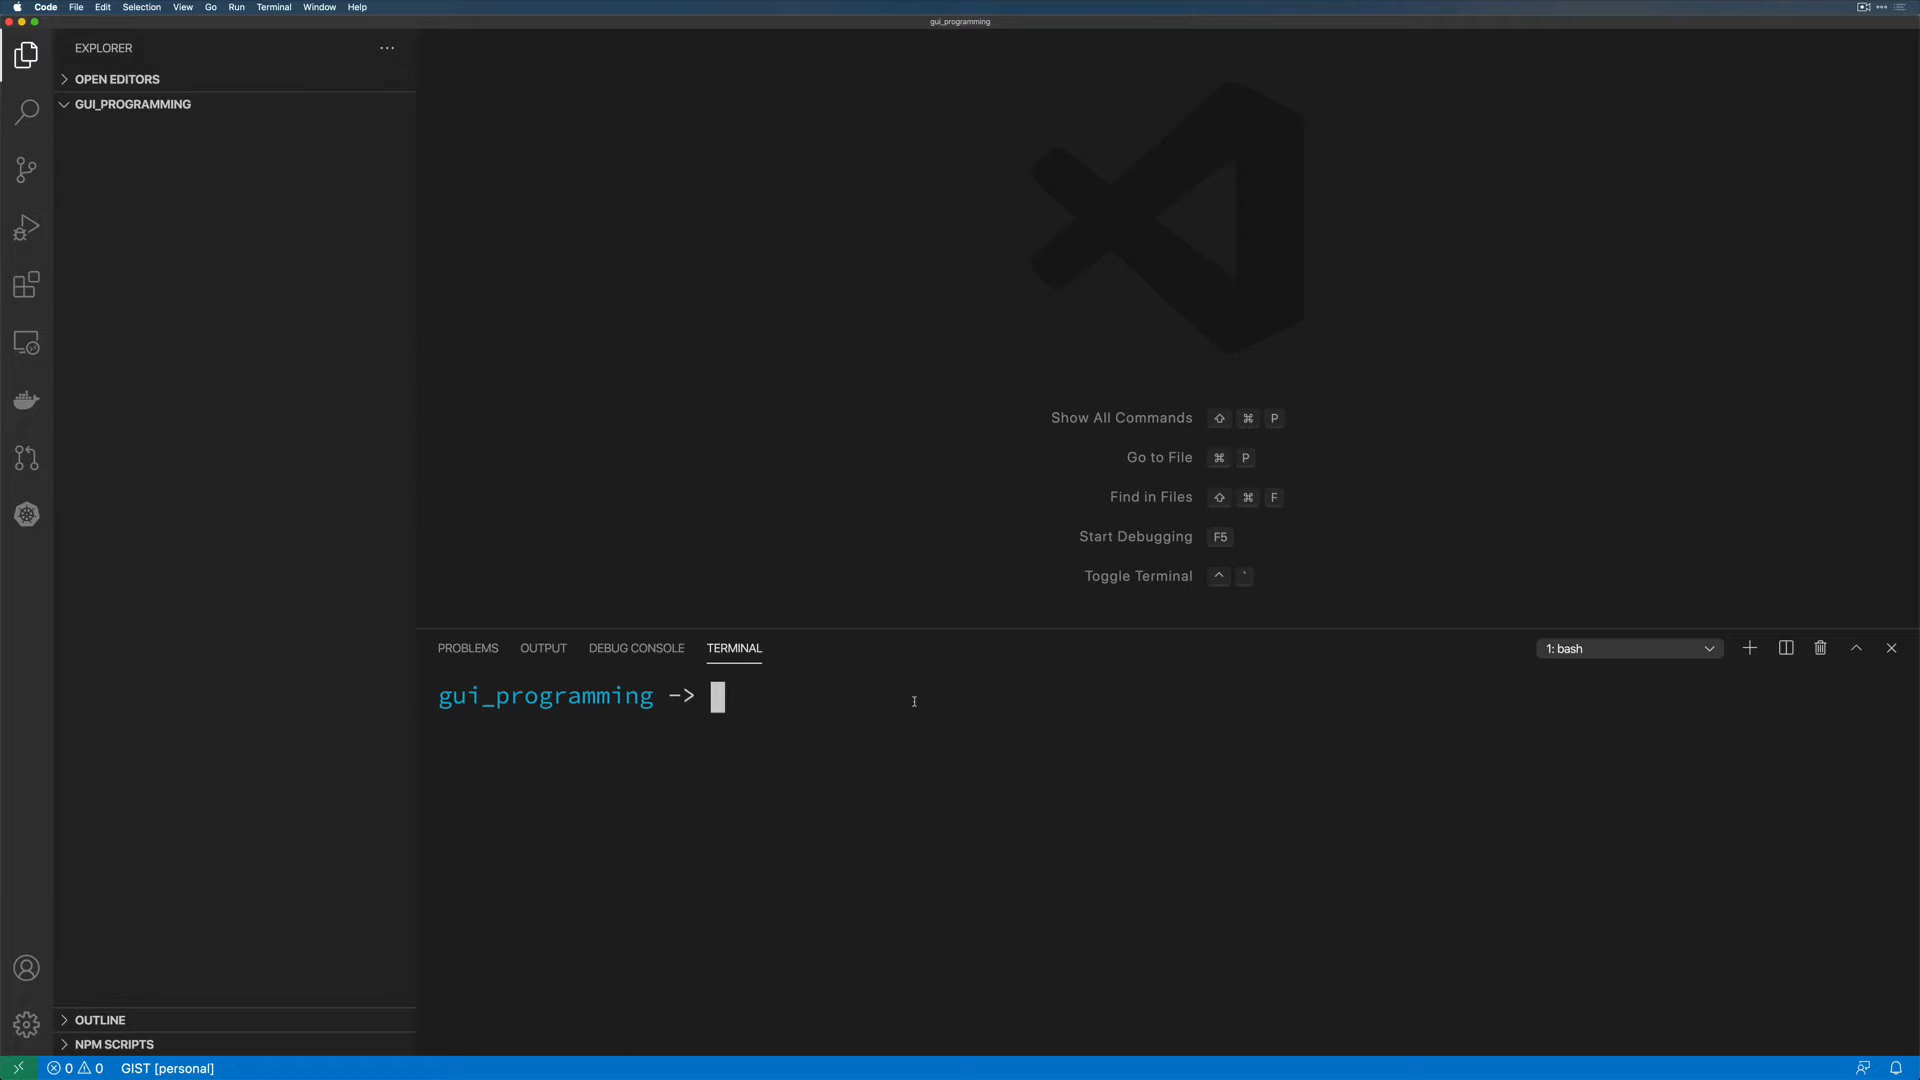 Code File Edit Selection View Go Run Terminal Window Help
gui_programming
EXPLORER
OPEN EDITORS
GUI_PROGRAMMING
Show All Commands ⇧ ⌘ P
Go to File ⌘ P
Find in Files ⇧ ⌘ F
Start Debugging F5
Toggle Terminal ^ `
PROBLEMS OUTPUT DEBUG CONSOLE TERMINAL
1: bash
gui_programming ->
OUTLINE
NPM SCRIPTS
0 0 GIST [personal]